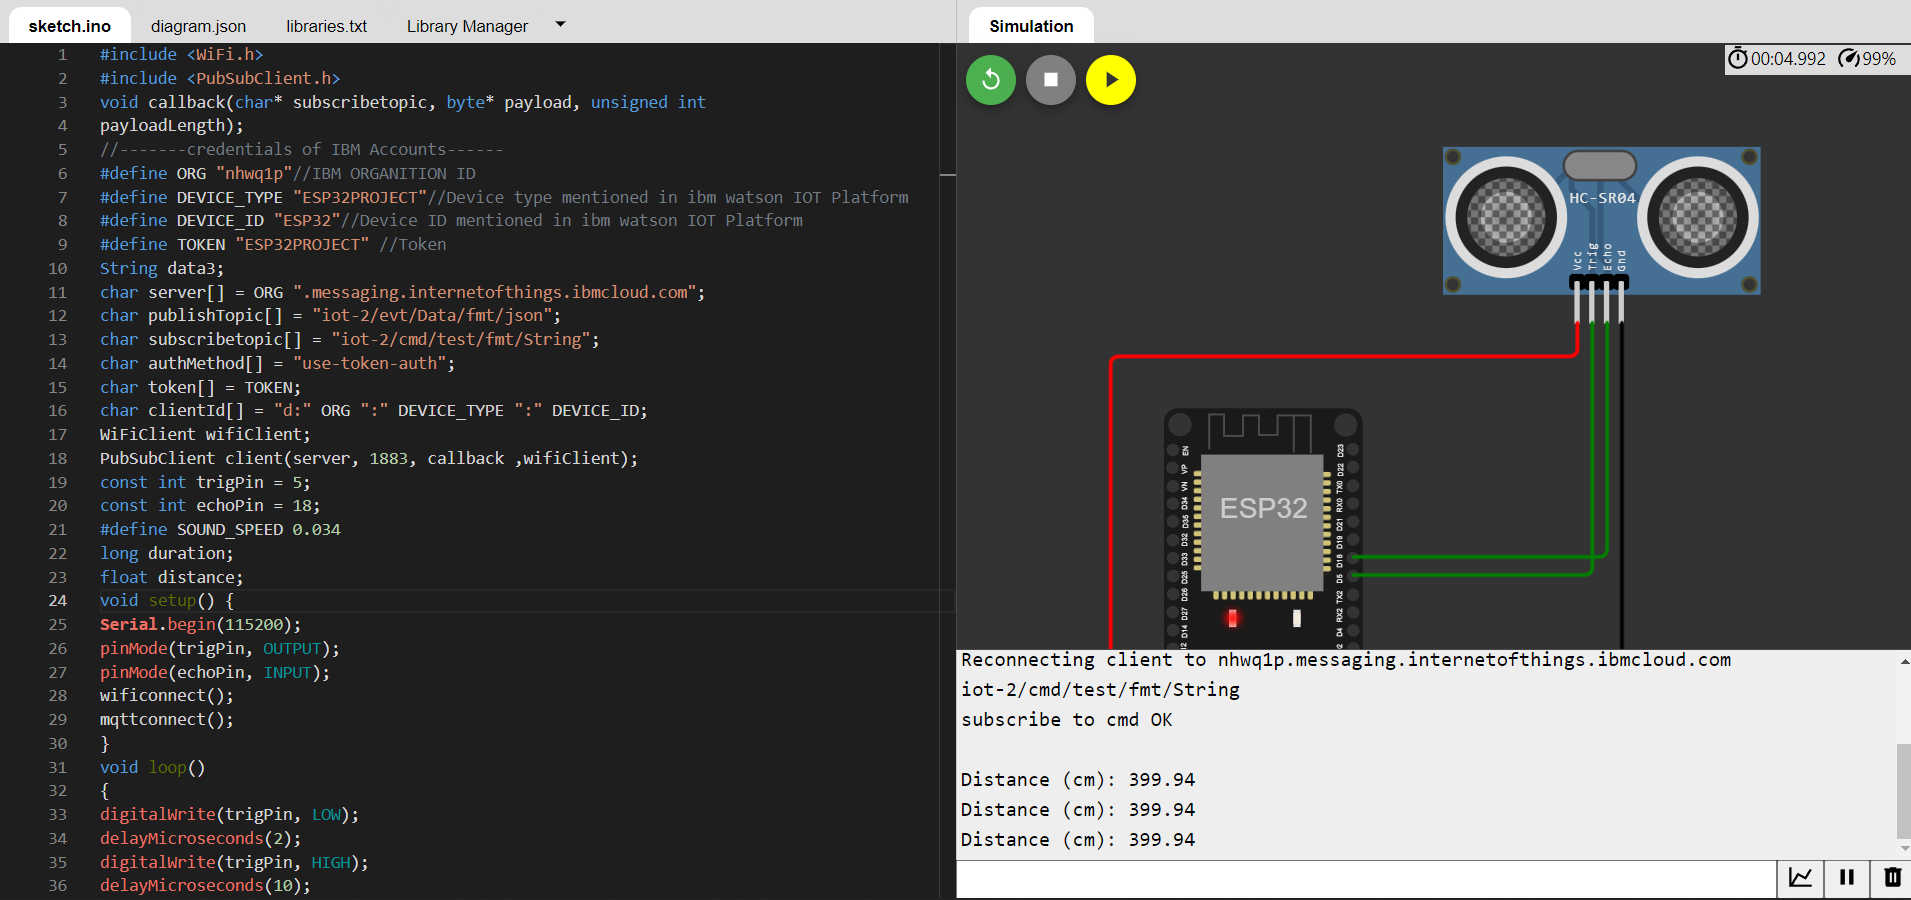 sketch.ino diagram.json libraries.txt Library Manager
1 #include <WiFi.h>
2 #include <PubSubClient.h>
3 void callback(char* subscribetopic, byte* payload, unsigned int
4 payloadLength);
5 //-------credentials of IBM Accounts------
6 #define ORG "nhwq1p"//IBM ORGANITION ID
7 #define DEVICE_TYPE "ESP32PROJECT"//Device type mentioned in ibm watson IOT Platform
8 #define DEVICE_ID "ESP32"//Device ID mentioned in ibm watson IOT Platform
9 #define TOKEN "ESP32PROJECT" //Token
10 String data3;
11 char server[] = ORG ".messaging.internetofthings.ibmcloud.com";
12 char publishTopic[] = "iot-2/evt/Data/fmt/json";
13 char subscribetopic[] = "iot-2/cmd/test/fmt/String";
14 char authMethod[] = "use-token-auth";
15 char token[] = TOKEN;
16 char clientId[] = "d:" ORG ":" DEVICE_TYPE ":" DEVICE_ID;
17 WiFiClient wifiClient;
18 PubSubClient client(server, 1883, callback ,wifiClient);
19 const int trigPin = 5;
20 const int echoPin = 18;
21 #define SOUND_SPEED 0.034
22 long duration;
23 float distance;
24 void setup() {
25 Serial.begin(115200);
26 pinMode(trigPin, OUTPUT);
27 pinMode(echoPin, INPUT);
28 wificonnect();
29 mqttconnect();
30 }
31 void loop()
32 {
33 digitalWrite(trigPin, LOW);
34 delayMicroseconds(2);
35 digitalWrite(trigPin, HIGH);
36 delayMicroseconds(10);
Simulation
00:04.992 99%
HC-SR04
Vcc
Trig
Echo
Gnd
ESP32
EN
VP
VN
D34
D35
D32
D33
D25
D26
D27
D14
D23
D22
TX0
RX0
D21
D19
D18
D5
TX2
RX2
D4
Reconnecting client to nhwq1p.messaging.internetofthings.ibmcloud.com
iot-2/cmd/test/fmt/String
subscribe to cmd OK
Distance (cm): 399.94
Distance (cm): 399.94
Distance (cm): 399.94